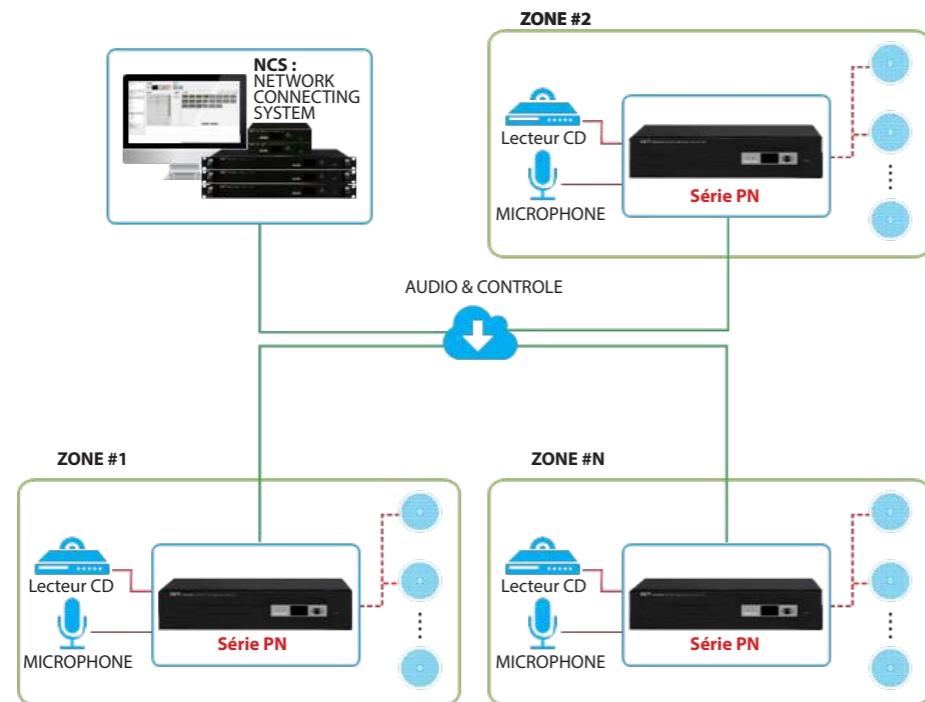 ZONE #2
NCS :
NETWORK
CONNECTING
SYSTEM
Lecteur CD
MICROPHONE
Série PN
AUDIO & CONTROLE
ZONE #1
Lecteur CD
MICROPHONE
Série PN
ZONE #N
Lecteur CD
MICROPHONE
Série PN